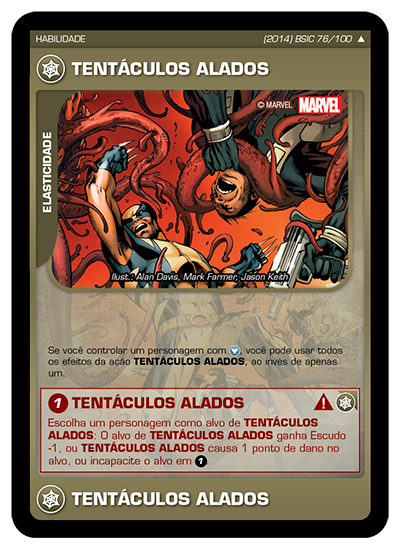 HABILIDADE
(2014) BSIC 76/100 ▲
TENTÁCULOS ALADOS
ELASTICIDADE
© MARVEL MARVEL
Ilust.: Alan Davis, Mark Farmer, Jason Keith
Se você controlar um personagem com , você pode usar todos
os efeitos da ação TENTÁCULOS ALADOS, ao invés de apenas
um.
1 TENTÁCULOS ALADOS
Escolha um personagem como alvo de TENTÁCULOS
ALADOS: O alvo de TENTÁCULOS ALADOS ganha Escudo
-1, ou TENTÁCULOS ALADOS causa 1 ponto de dano no
alvo, ou incapacite o alvo em 1.
TENTÁCULOS ALADOS